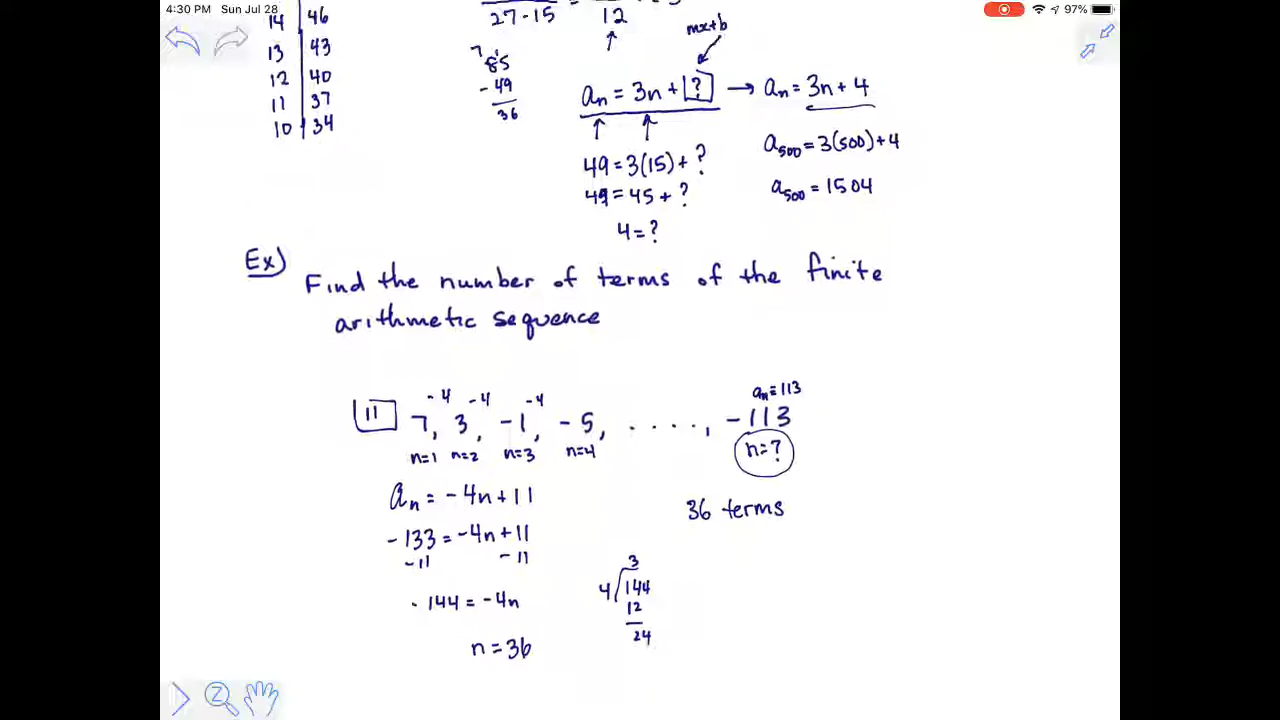 4:30 PM Sun Jul 28
97%
14 46
13 43
12 40
11 37
10 34
27 - 15
12
85
- 49
36
mx+b
an = 3n + ? → an = 3n + 4
49 = 3(15) + ?
49 = 45 + ?
4 = ?
a500 = 3(500) + 4
a500 = 1504
Ex)
Find the number of terms of the finite
arithmetic sequence
-4 -4 -4
an = 113
11 7, 3, -1, -5, . . . . , -113
n=1 n=2 n=3 n=4 n=?
an = -4n + 11
36 terms
-133 = -4n + 11
-11 -11
-144 = -4n
n = 36
3
4 144
12
24
Z